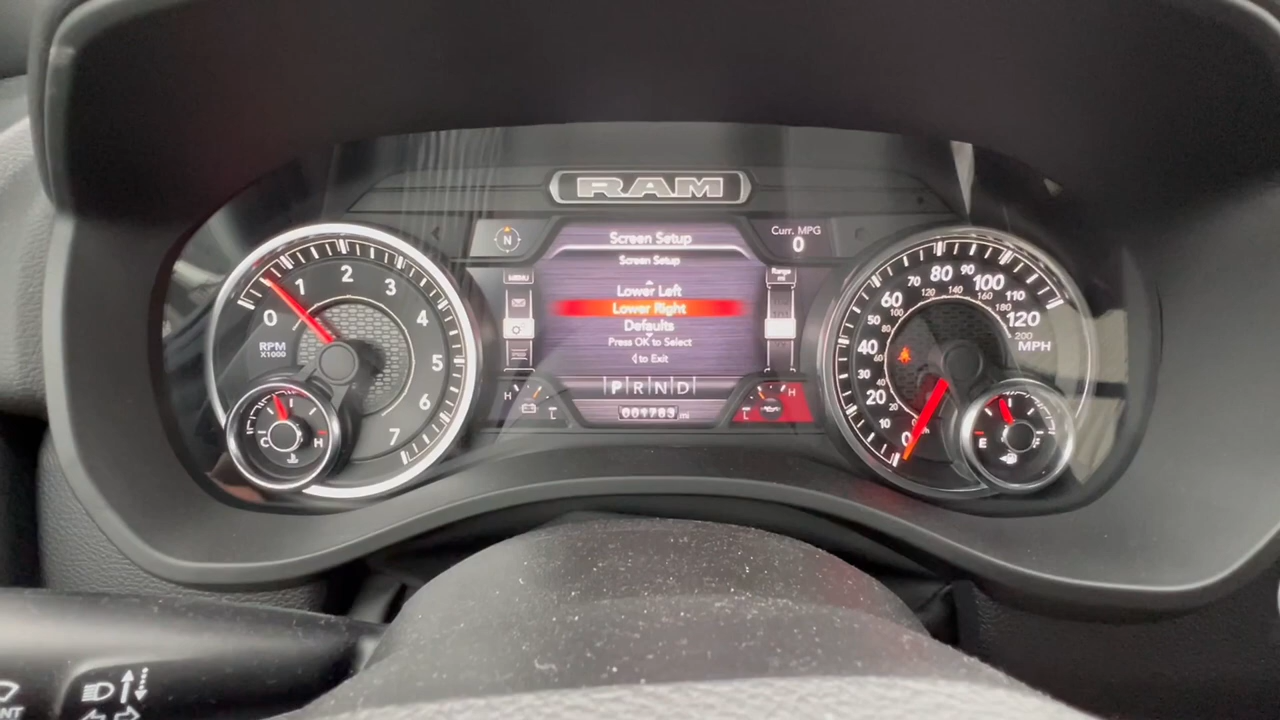 RAM
N
Screen Setup
Curr. MPG
0
Screen Setup
MENU
Range
mi
Lower Left
Lower Right
Defaults
Press OK to Select
to Exit
P R N D
001783 mi
H
L
L
H
0
1
2
3
4
5
6
7
RPM
X1000
C
H
0
10
20
30
40
50
60
70
80
90
100
110
120
MPH
20
40
60
80
100
120
140
160
180
200
E
F